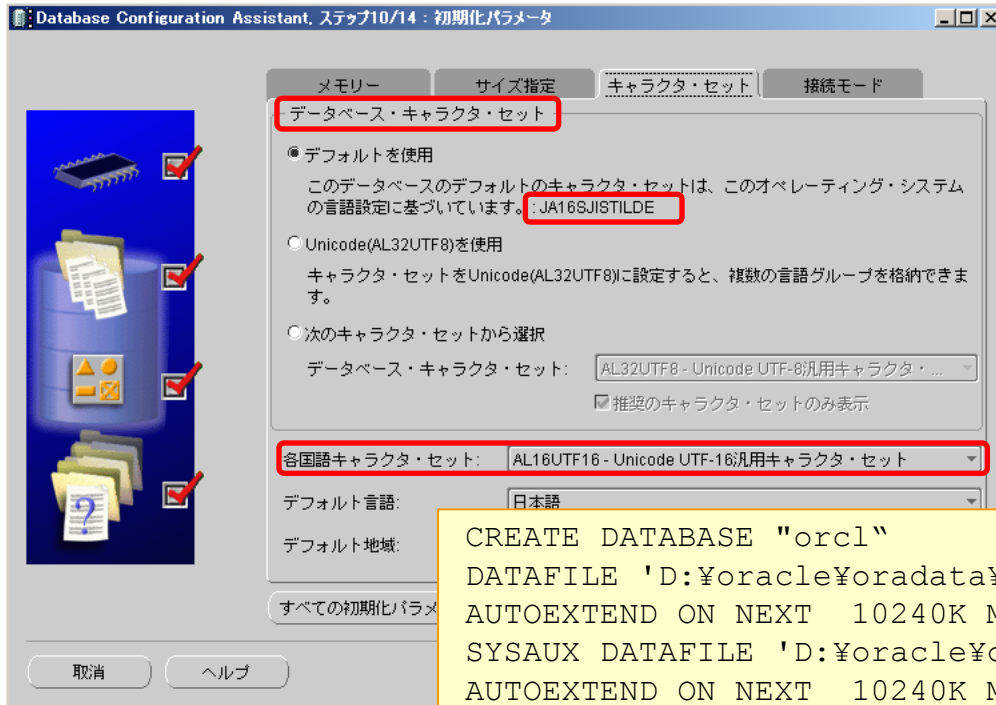 Database Configuration Assistant, ステップ10/14 : 初期化パラメータ
メモリー サイズ指定 キャラクタ・セット 接続モード
データベース・キャラクタ・セット
デフォルトを使用
このデータベースのデフォルトのキャラクタ・セットは、このオペレーティング・システム
の言語設定に基づいています。: JA16SJISTILDE
Unicode(AL32UTF8)を使用
キャラクタ・セットをUnicode(AL32UTF8)に設定すると、複数の言語グループを格納できま
す。
次のキャラクタ・セットから選択
データベース・キャラクタ・セット: AL32UTF8 - Unicode UTF-8汎用キャラクタ・...
推奨のキャラクタ・セットのみ表示
各国語キャラクタ・セット: AL16UTF16 - Unicode UTF-16汎用キャラクタ・セット
デフォルト言語: 日本語
デフォルト地域:
すべての初期化パラメ
取消 ヘルプ
CREATE DATABASE "orcl“
DATAFILE 'D:¥oracle¥oradata¥
AUTOEXTEND ON NEXT 10240K M
SYSAUX DATAFILE 'D:¥oracle¥o
AUTOEXTEND ON NEXT 10240K M